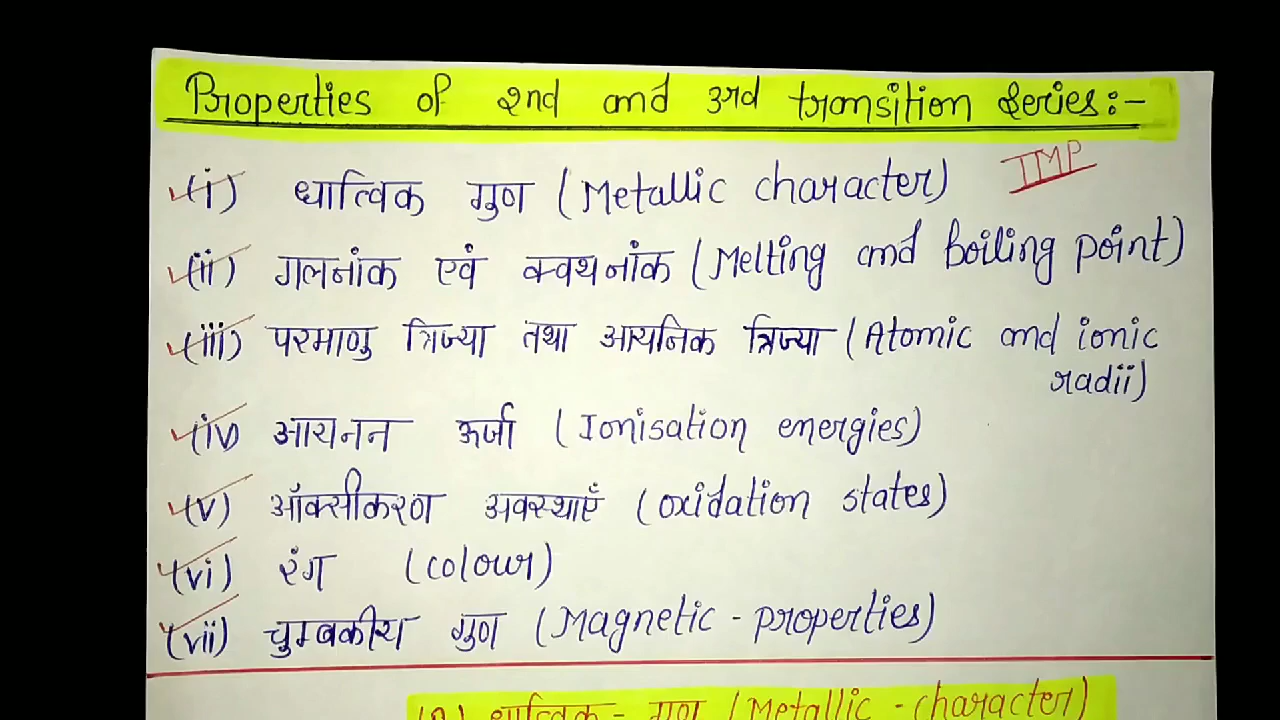 Properties of 2nd and 3rd transition series:-
(i) धात्विक गुण (Metallic character) IMP
(ii) गलनांक एवं क्वथनांक (Melting and boiling point)
(iii) परमाणु त्रिज्या तथा आयनिक त्रिज्या (Atomic and ionic
radii)
(iv) आयनन ऊर्जा (Ionisation energies)
(v) ऑक्सीकरण अवस्थाएँ (oxidation states)
(vi) रंग (colour)
(vii) चुम्बकीय गुण (Magnetic - properties)
धात्विक - गुण (Metallic - character)